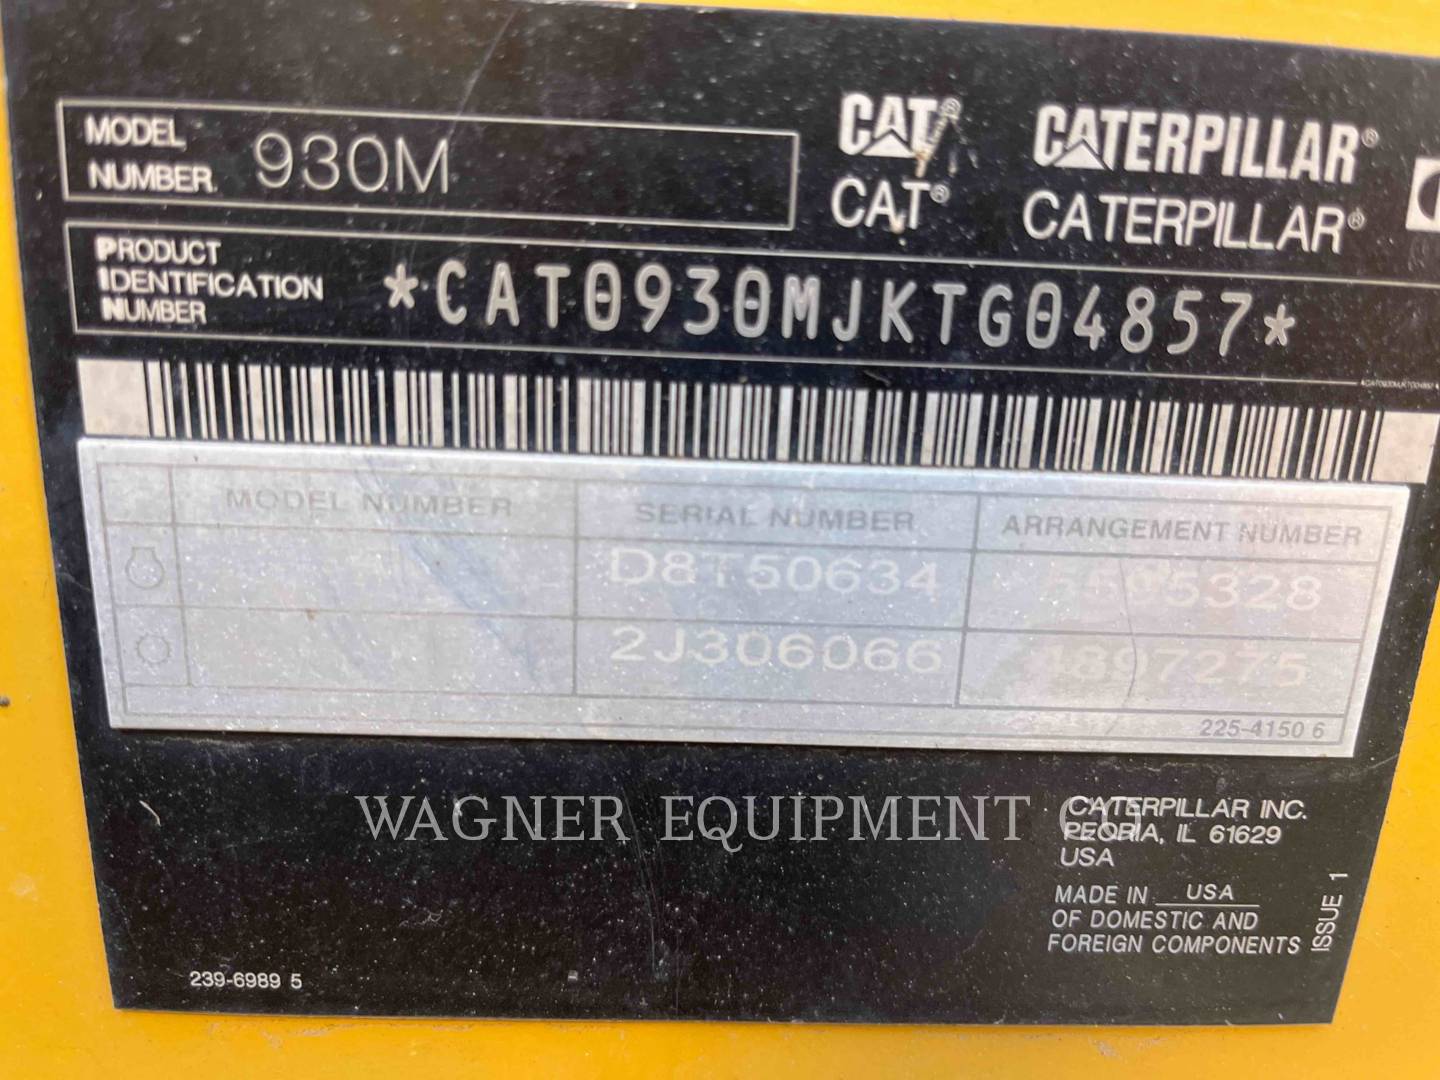 MODEL NUMBER 930M
CAT® CATERPILLAR®
CAT® CATERPILLAR®
PRODUCT IDENTIFICATION NUMBER *CAT0930MJKTG04857*
MODEL NUMBER SERIAL NUMBER ARRANGEMENT NUMBER
D8T50634 5328
2J306066 4897275
225-4150 6
WAGNER EQUIPMENT CO
CATERPILLAR INC.
PEORIA, IL 61629
USA
MADE IN USA
OF DOMESTIC AND
FOREIGN COMPONENTS
ISSUE 1
239-6989 5